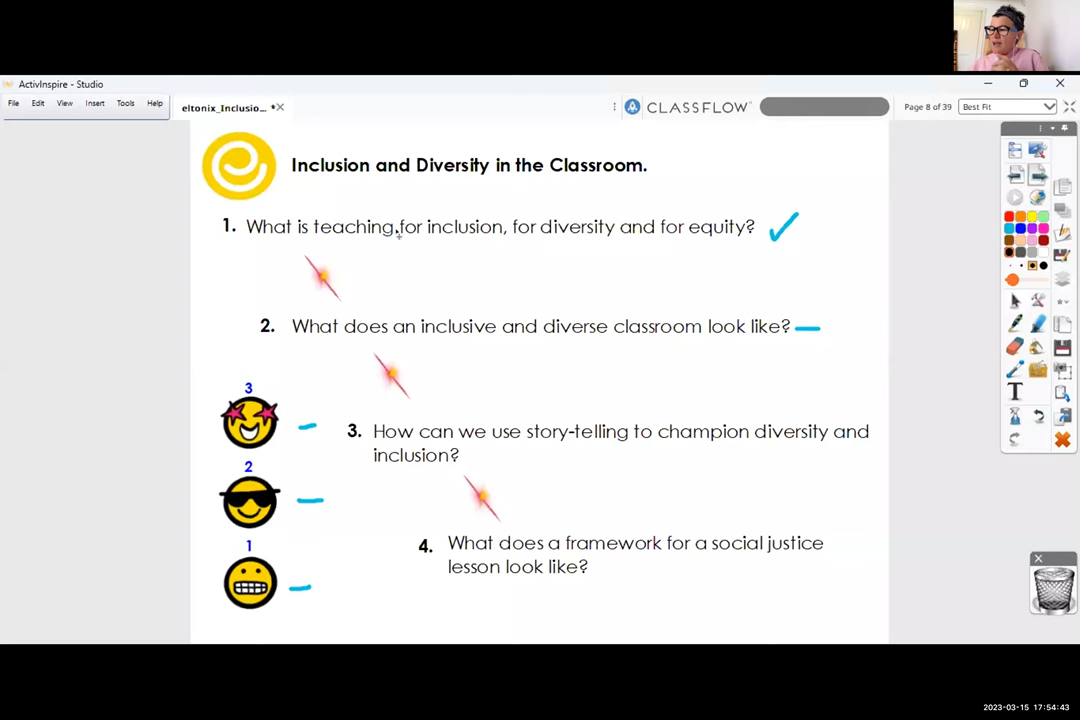 ActivInspire - Studio
File Edit View Insert Tools Help
eltonix_Inclusio... *
CLASSFLOW
Page 8 of 39
Best Fit
Inclusion and Diversity in the Classroom.
1. What is teaching for inclusion, for diversity and for equity?
2. What does an inclusive and diverse classroom look like?
3
3. How can we use story-telling to champion diversity and
inclusion?
2
1
4. What does a framework for a social justice
lesson look like?
T
2023-03-15 17:54:43